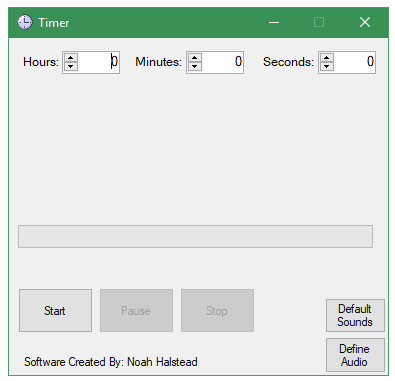 Timer
Hours: 0 Minutes: 0 Seconds: 0
Start Pause Stop
Default
Sounds
Define
Audio
Software Created By: Noah Halstead